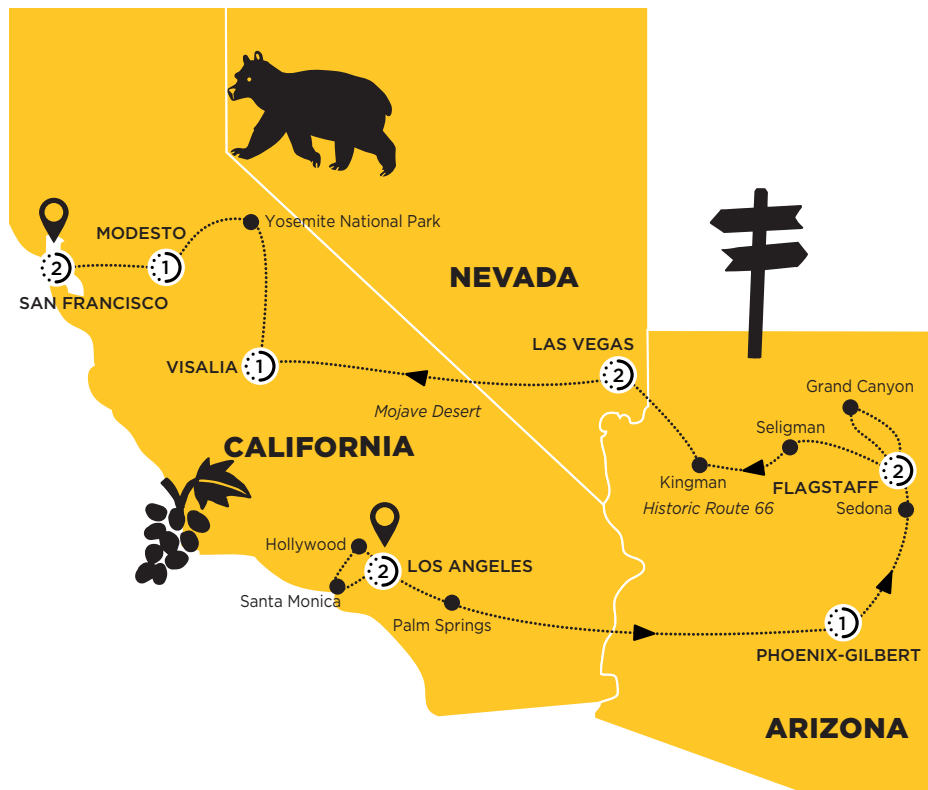 Yosemite National Park
MODESTO
2
1
SAN FRANCISCO
NEVADA
LAS VEGAS
2
VISALIA
1
Mojave Desert
CALIFORNIA
Grand Canyon
Seligman
Kingman
FLAGSTAFF
2
Historic Route 66
Sedona
Hollywood
LOS ANGELES
2
Santa Monica
Palm Springs
1
PHOENIX-GILBERT
ARIZONA